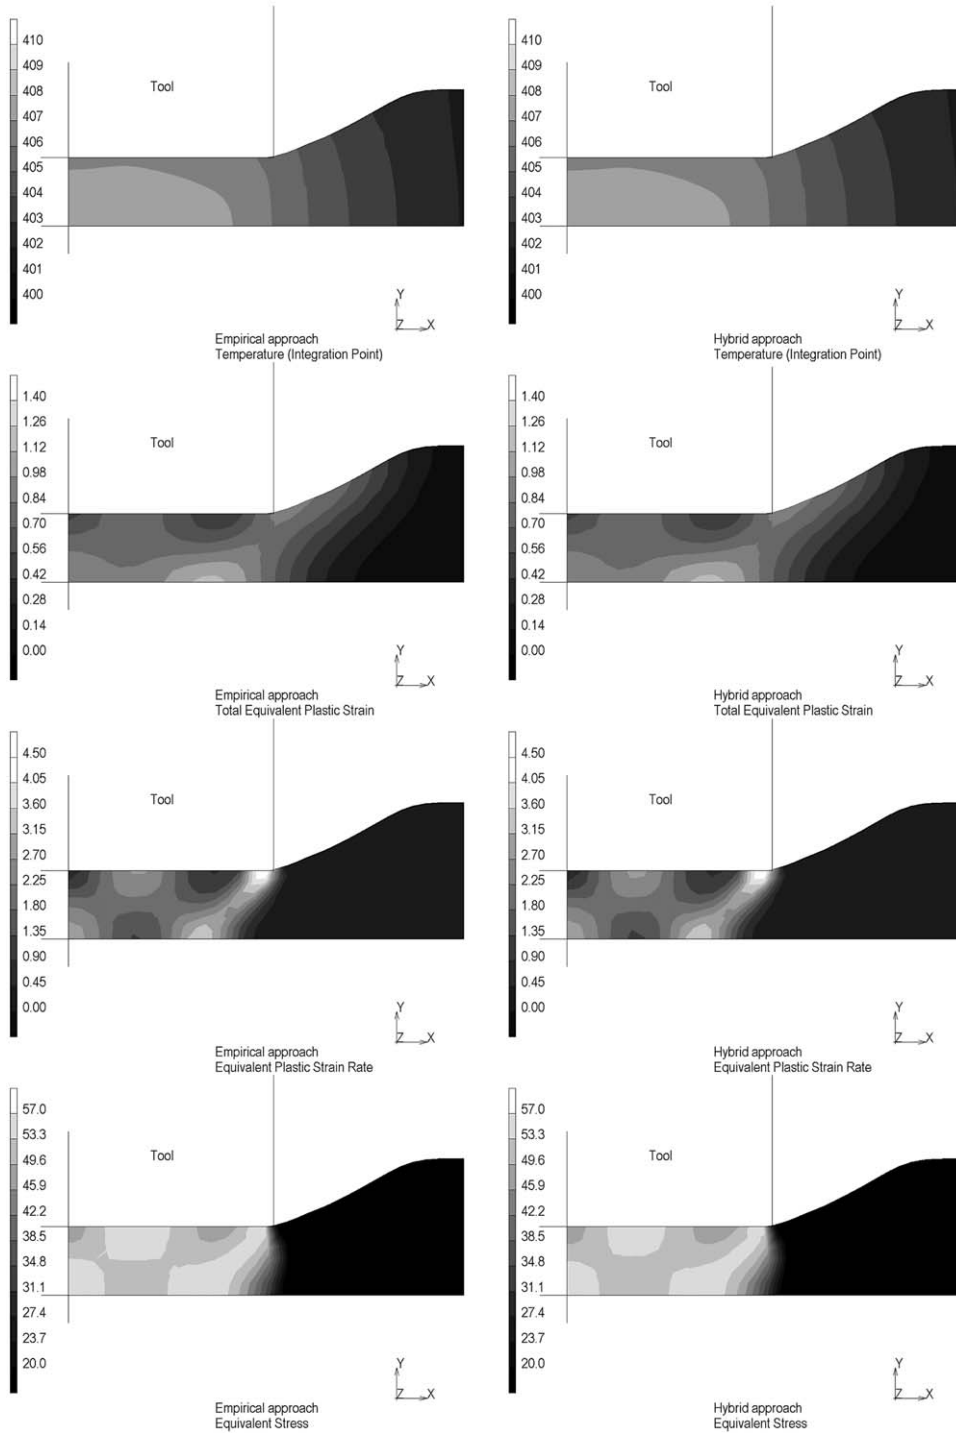 410
409
408
407
406
405
404
403
402
401
400
Tool
Y
Z X
Empirical approach
Temperature (Integration Point)
410
409
408
407
406
405
404
403
402
401
400
Tool
Y
Z X
Hybrid approach
Temperature (Integration Point)
1.40
1.26
1.12
0.98
0.84
0.70
0.56
0.42
0.28
0.14
0.00
Tool
Y
Z X
Empirical approach
Total Equivalent Plastic Strain
1.40
1.26
1.12
0.98
0.84
0.70
0.56
0.42
0.28
0.14
0.00
Tool
Y
Z X
Hybrid approach
Total Equivalent Plastic Strain
4.50
4.05
3.60
3.15
2.70
2.25
1.80
1.35
0.90
0.45
0.00
Tool
Y
Z X
Empirical approach
Equivalent Plastic Strain Rate
4.50
4.05
3.60
3.15
2.70
2.25
1.80
1.35
0.90
0.45
0.00
Tool
Y
Z X
Hybrid approach
Equivalent Plastic Strain Rate
57.0
53.3
49.6
45.9
42.2
38.5
34.8
31.1
27.4
23.7
20.0
Tool
Y
Z X
Empirical approach
Equivalent Stress
57.0
53.3
49.6
45.9
42.2
38.5
34.8
31.1
27.4
23.7
20.0
Tool
Y
Z X
Hybrid approach
Equivalent Stress